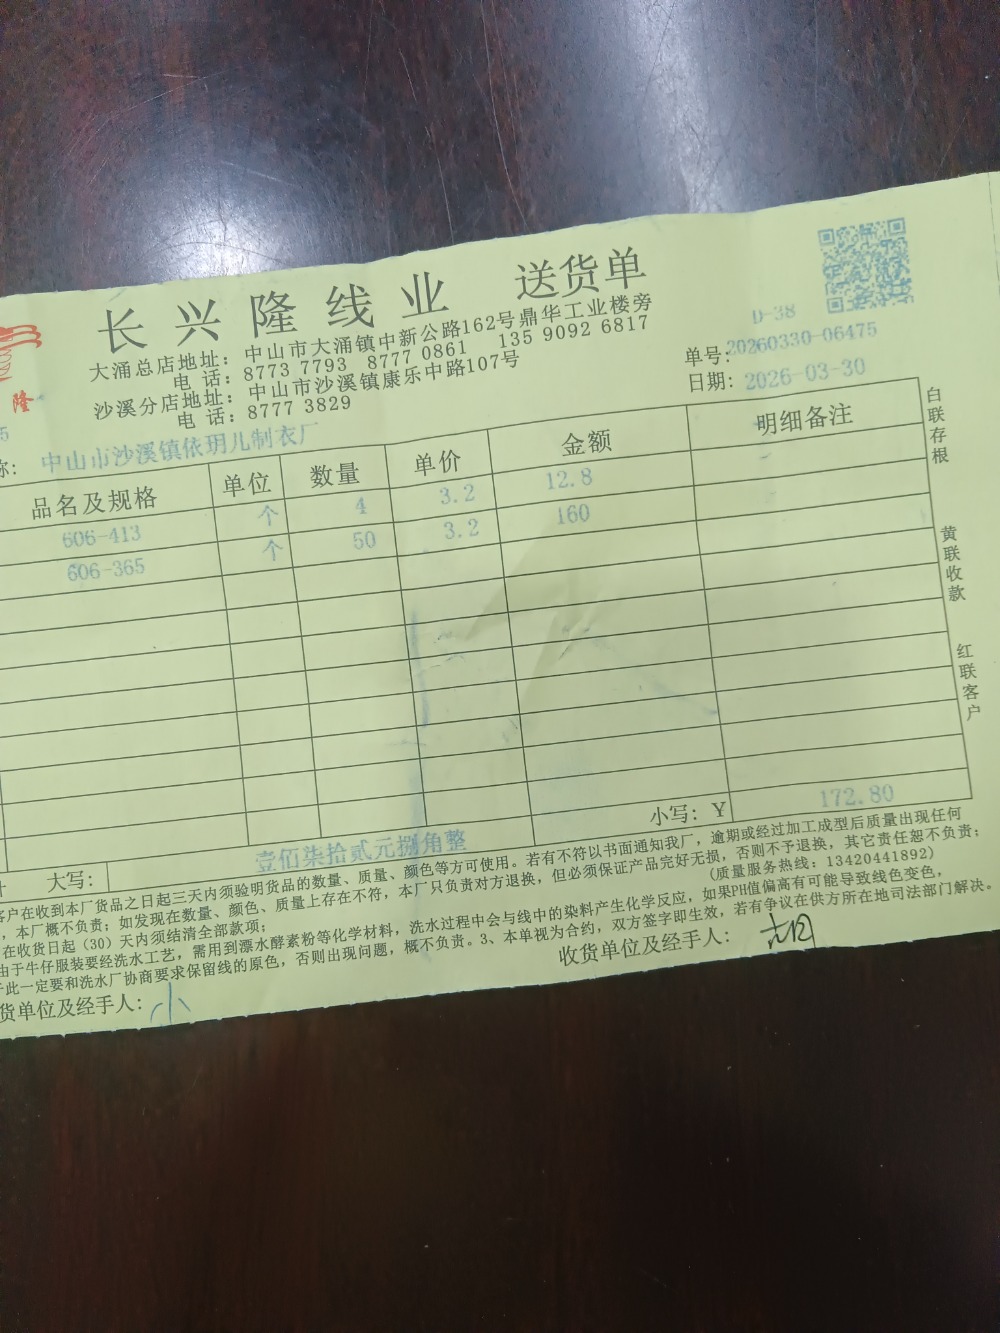 长兴隆线业 送货单
大涌总店地址：中山市大涌镇中新公路162号鼎华工业楼旁
电 话：8773 7793 8777 0861 135 9092 6817
沙溪分店地址：中山市沙溪镇康乐中路107号
电 话：8777 3829
D-38
单号：20260330-06475
日期：2026-03-30
隆
5
称：中山市沙溪镇依玥儿制衣厂
品名及规格 单位 数量 单价 金额 明细备注
606-413 个 4 3.2 12.8
606-365 个 50 3.2 160
大写：壹佰柒拾贰元捌角整 小写：¥ 172.80
客户在收到本厂货品之日起三天内须验明货品的数量、质量、颜色等方可使用。若有不符以书面通知我厂，逾期或经过加工成型后质量出现任何
，本厂概不负责；如发现在数量、颜色、质量上存在不符，本厂只负责对方退换，但必须保证产品完好无损，否则不予退换，其它责任恕不负责；
在收货日起（30）天内须结清全部款项； （质量服务热线：13420441892）
由于牛仔服装要经洗水工艺，需用到漂水酵素粉等化学材料，洗水过程中会与线中的染料产生化学反应，如果PH值偏高有可能导致线色变色，
于此一定要和洗水厂协商要求保留线的原色，否则出现问题，概不负责。3、本单视为合约，双方签字即生效，若有争议在供方所在地司法部门解决。
货单位及经手人：小
收货单位及经手人：
白联存根
黄联收款
红联客户